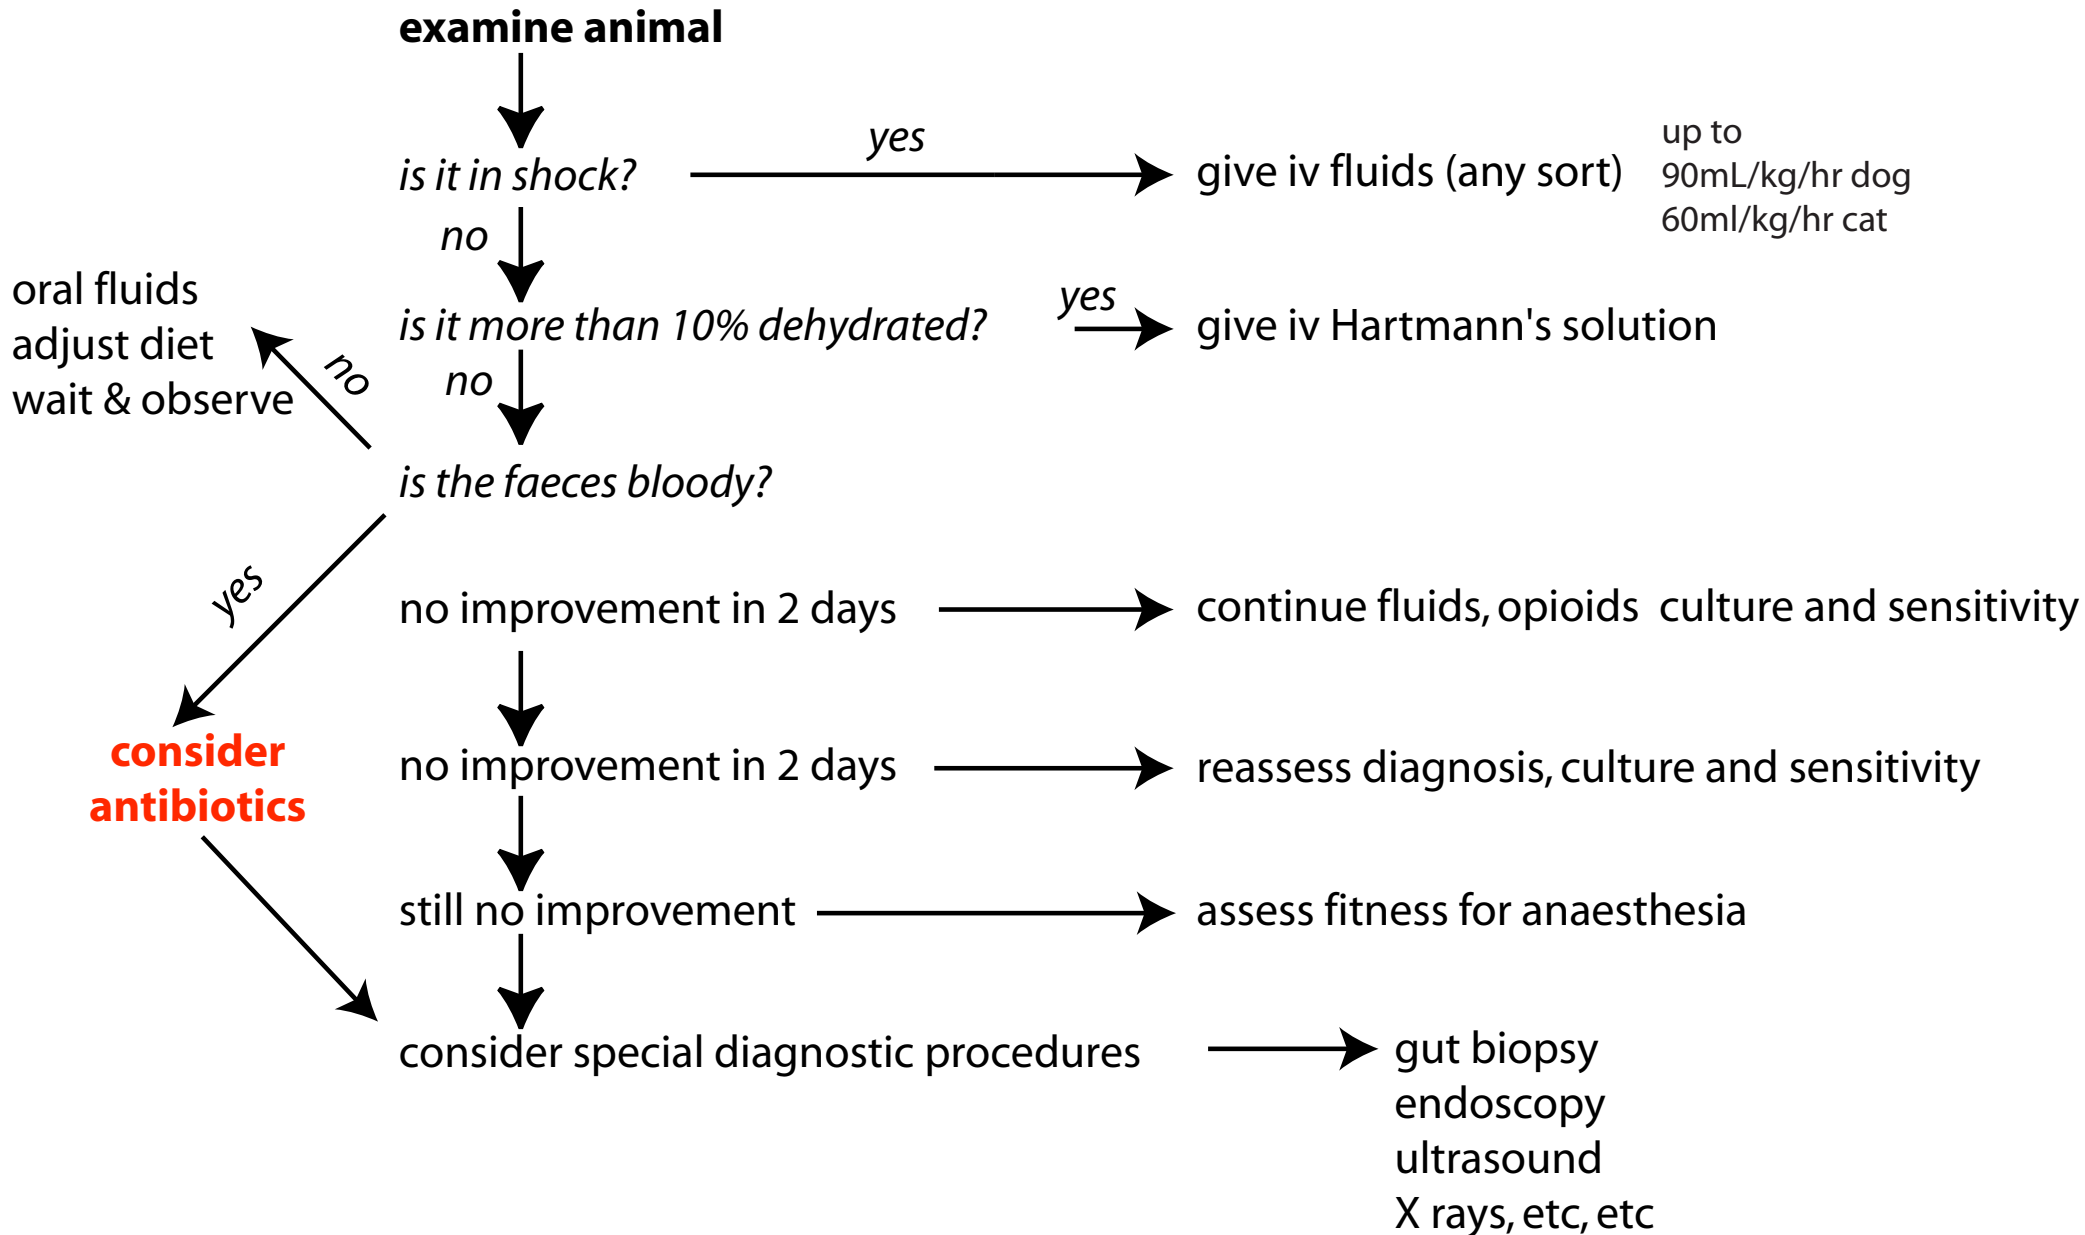 examine animal
yes
is it in shock?
give iv fluids (any sort)
up to
90mL/kg/hr dog
60ml/kg/hr cat
no
oral fluids
adjust diet
wait & observe
no
is it more than 10% dehydrated?
yes
give iv Hartmann's solution
no
is the faeces bloody?
yes
no improvement in 2 days
continue fluids, opioids  culture and sensitivity
consider
antibiotics
no improvement in 2 days
reassess diagnosis, culture and sensitivity
still no improvement
assess fitness for anaesthesia
consider special diagnostic procedures
gut biopsy
endoscopy
ultrasound
X rays, etc, etc